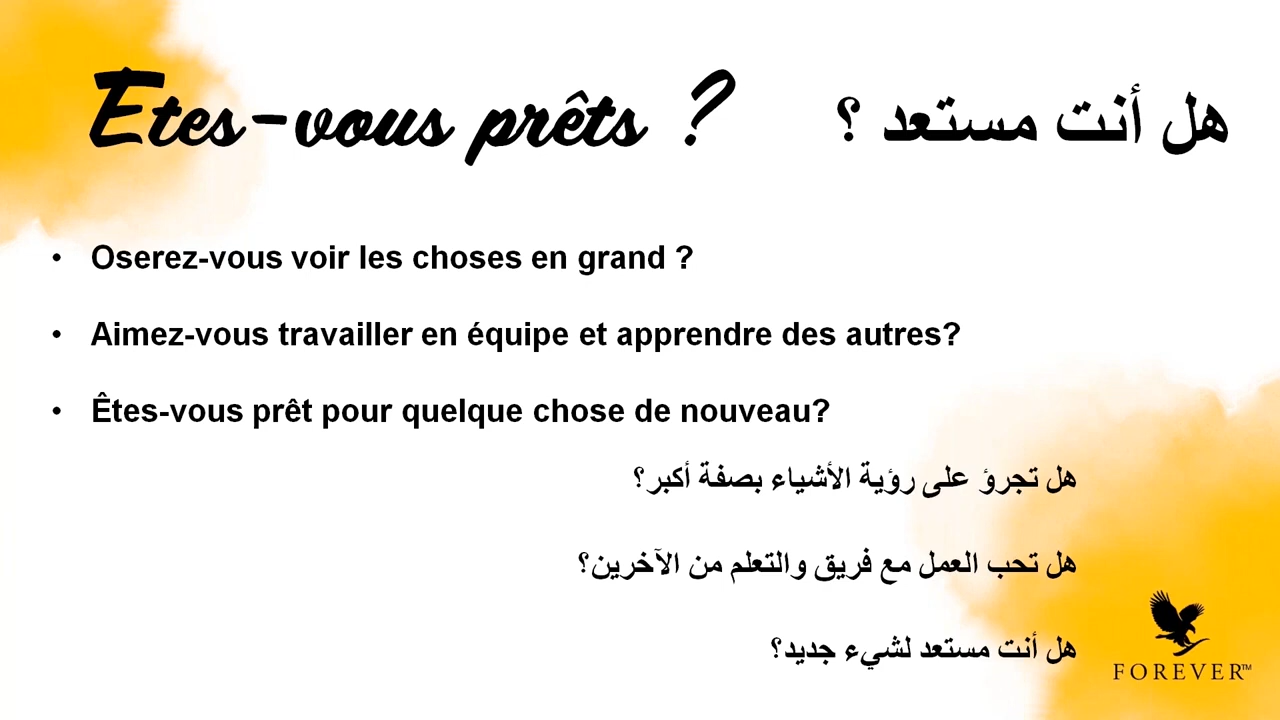 Etes-vous prêts ?
هل أنت مستعد ؟
• Oserez-vous voir les choses en grand ?
• Aimez-vous travailler en équipe et apprendre des autres?
• Êtes-vous prêt pour quelque chose de nouveau?
هل تجرؤ على رؤية الأشياء بصفة أكبر؟
هل تحب العمل مع فريق والتعلم من الآخرين؟
هل أنت مستعد لشيء جديد؟
FOREVER™